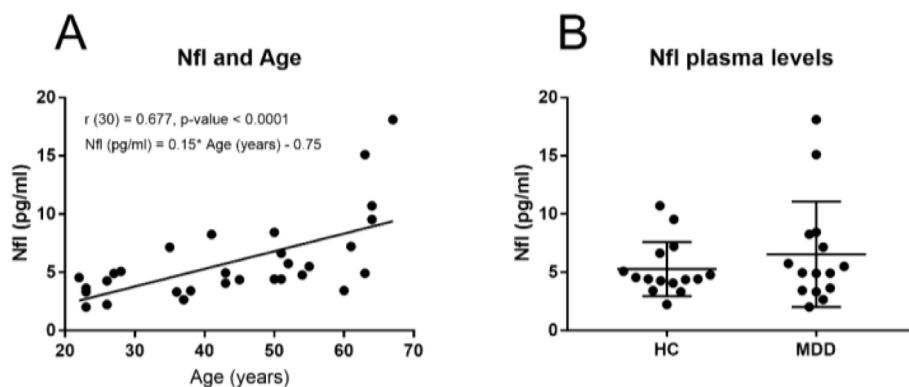 A
Nfl and Age
r (30) = 0.677, p-value < 0.0001
Nfl (pg/ml) = 0.15* Age (years) - 0.75
Nfl (pg/ml)
20
15
10
5
0
20 30 40 50 60 70
Age (years)
B
Nfl plasma levels
Nfl (pg/ml)
20
15
10
5
0
HC MDD